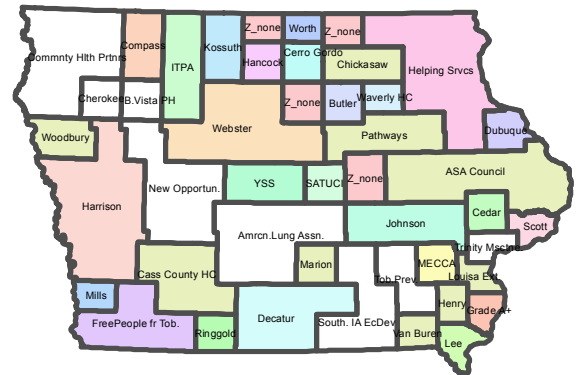 Z_none
Worth
Z_none
Compass
Kossuth
Cerro Gordo
Commnty Hlth Prtnrs
ITPA
Hancock
Chickasaw
Helping Srvcs
Cherokee
B.Vista PH
Z_none
Butler
Waverly HC
Woodbury
Webster
Pathways
Dubuque
ASA Council
New Opportun.
YSS
SATUCI
Z_none
Harrison
Cedar
Johnson
Scott
Amrcn.Lung Assn.
Cass County HC
Marion
Tob.Prev.
MECCA
Louisa Ext.
Mills
Henry
Grade A+
FreePeople fr Tob.
Ringgold
Decatur
South. IA EcDev
Van Buren
Lee